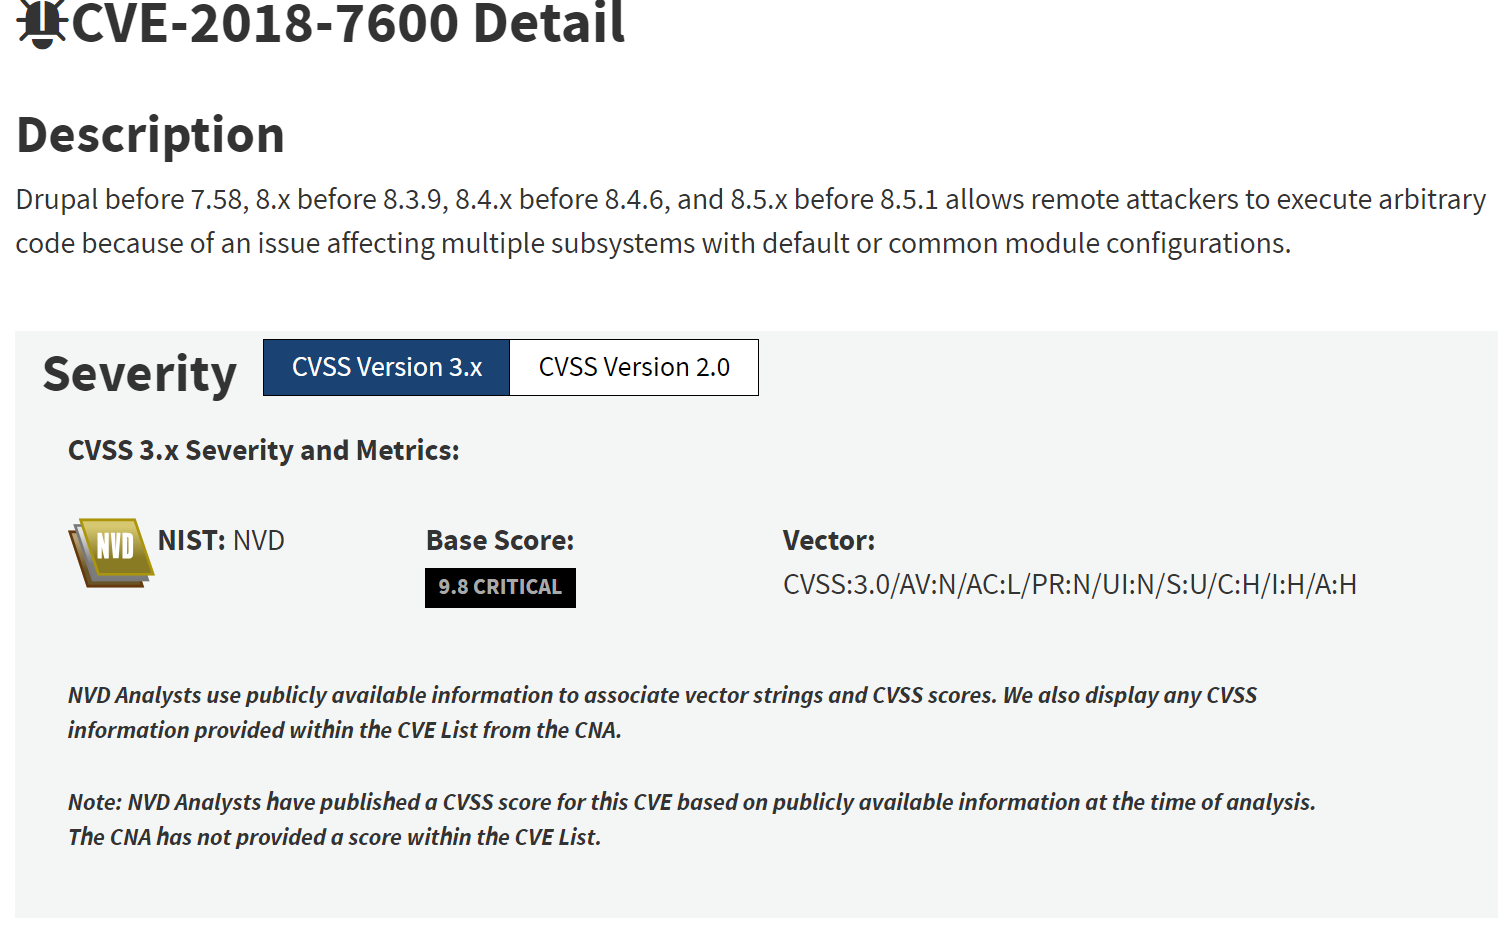 CVE-2018-7600 Detail
Description
Drupal before 7.58, 8.x before 8.3.9, 8.4.x before 8.4.6, and 8.5.x before 8.5.1 allows remote attackers to execute arbitrary
code because of an issue affecting multiple subsystems with default or common module configurations.
Severity CVSS Version 3.x CVSS Version 2.0
CVSS 3.x Severity and Metrics:
NVD NIST: NVD Base Score: Vector:
9.8 CRITICAL CVSS:3.0/AV:N/AC:L/PR:N/UI:N/S:U/C:H/I:H/A:H
NVD Analysts use publicly available information to associate vector strings and CVSS scores. We also display any CVSS
information provided within the CVE List from the CNA.
Note: NVD Analysts have published a CVSS score for this CVE based on publicly available information at the time of analysis.
The CNA has not provided a score within the CVE List.